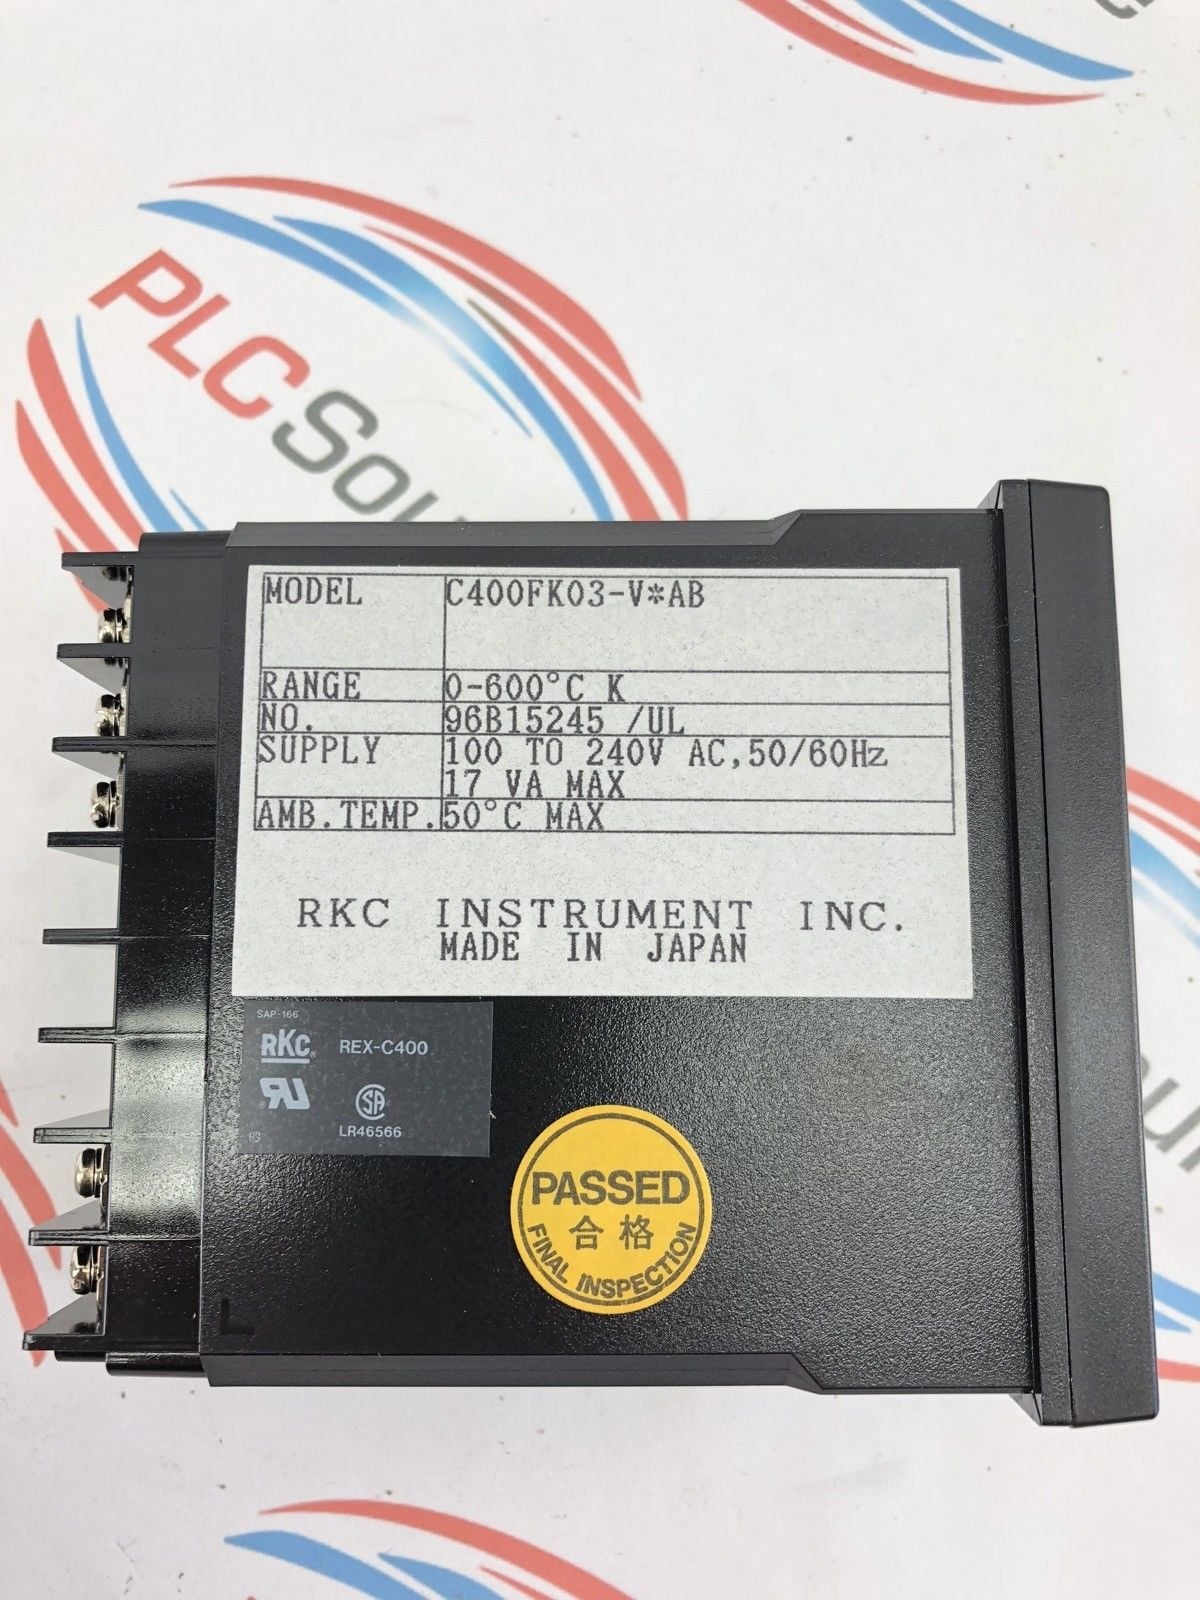 PLC Sou
MODEL C400FK03-V*AB
RANGE 0-600°C K
NO. 96B15245 /UL
SUPPLY 100 TO 240V AC,50/60Hz
17 VA MAX
AMB.TEMP. 50°C MAX
RKC INSTRUMENT INC.
MADE IN JAPAN
SAP-166
RKC® REX-C400
LR46566
PASSED
合格
FINAL INSPECTION
L